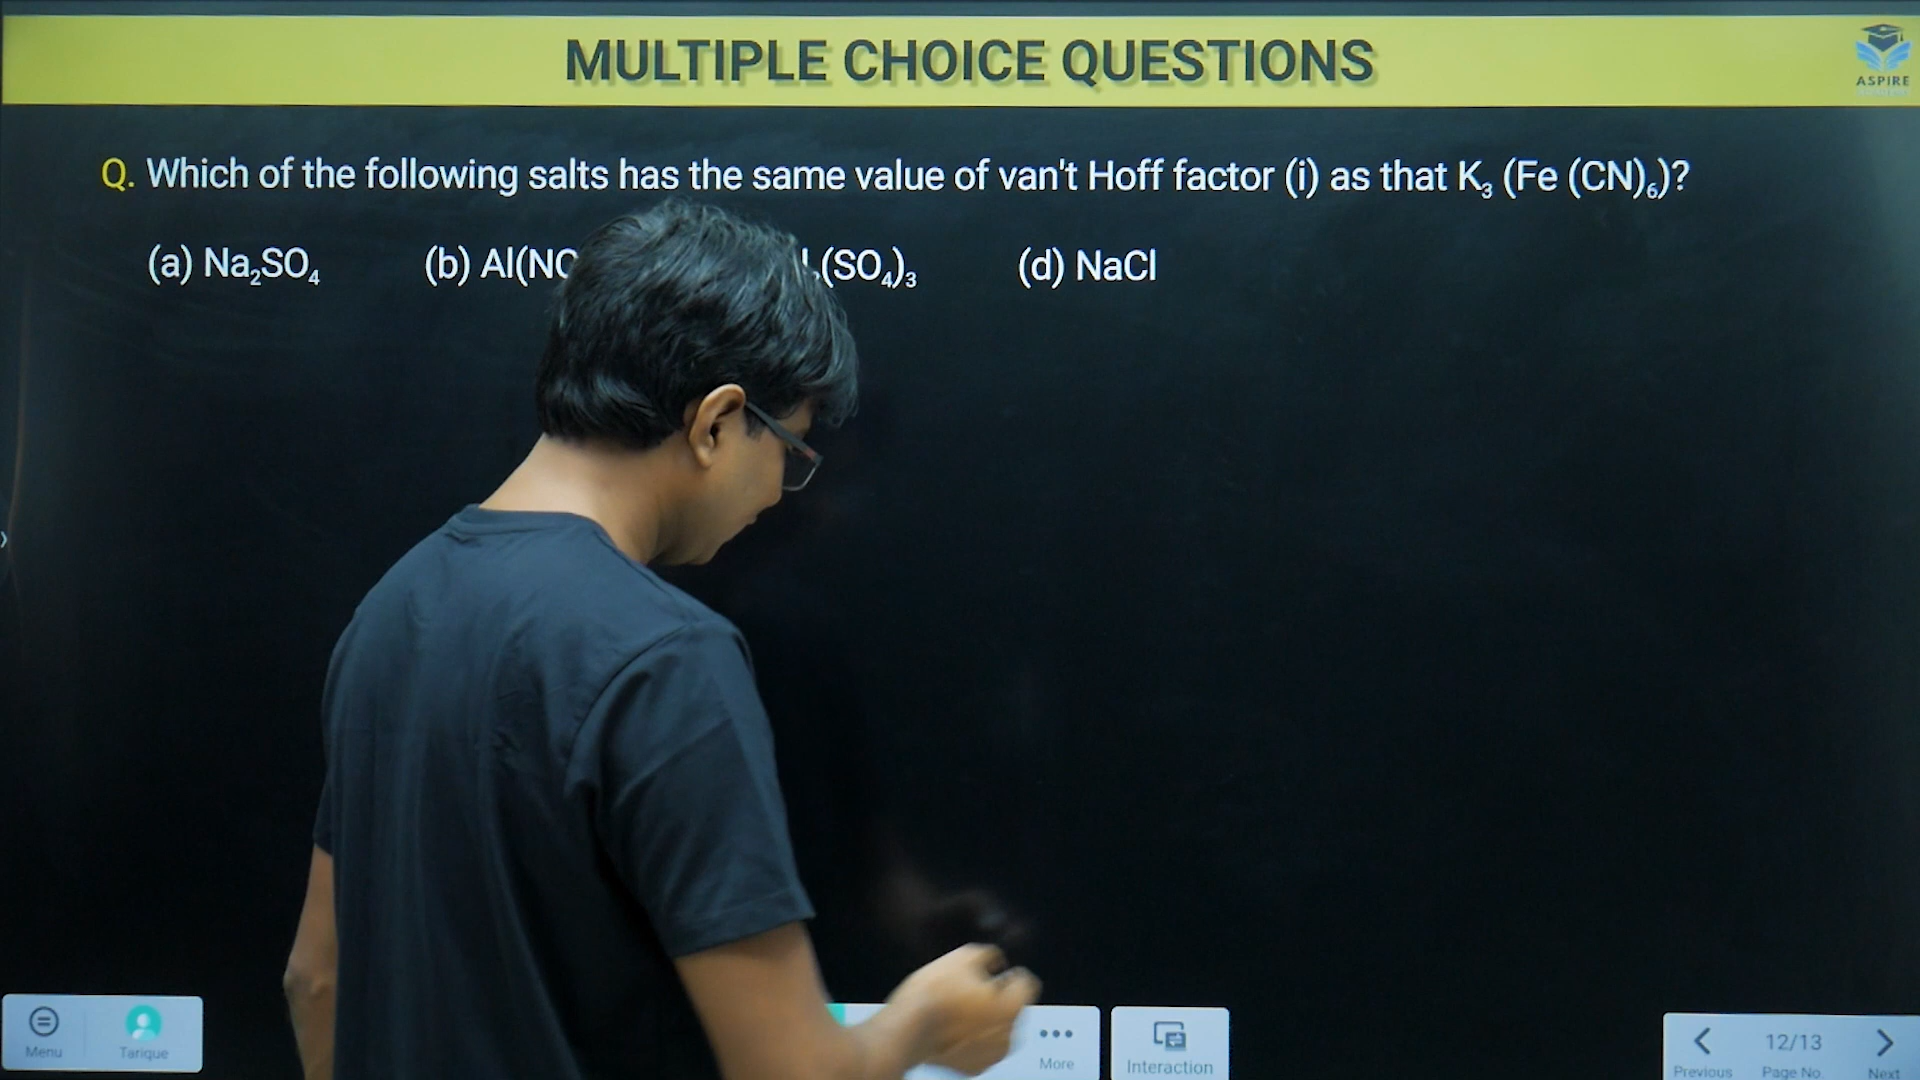 MULTIPLE CHOICE QUESTIONS
ASPIRE
Q. Which of the following salts has the same value of van't Hoff factor (i) as that K₃ (Fe (CN)₆)?
(a) Na₂SO₄ (b) Al(NO (SO₄)₃ (d) NaCl
Menu Tarique More Interaction Previous 12/13 Page No. Next